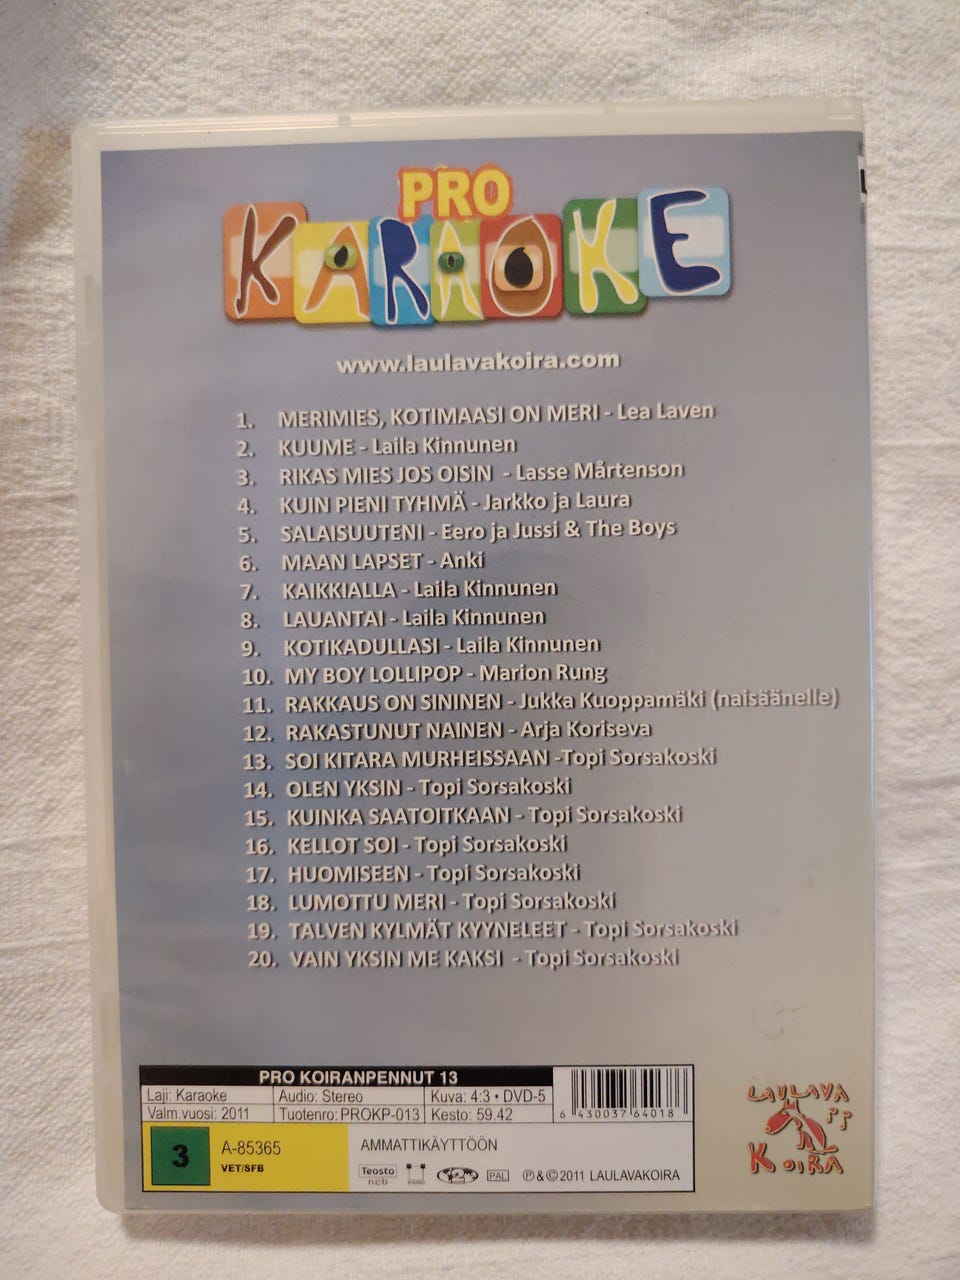 PRO
KARAOKE
www.laulavakoira.com
1. MERIMIES, KOTIMAASI ON MERI - Lea Laven
2. KUUME - Laila Kinnunen
3. RIKAS MIES JOS OISIN - Lasse Mårtenson
4. KUIN PIENI TYHMÄ - Jarkko ja Laura
5. SALAISUUTENI - Eero ja Jussi & The Boys
6. MAAN LAPSET - Anki
7. KAIKKIALLA - Laila Kinnunen
8. LAUANTAI - Laila Kinnunen
9. KOTIKADULLASI - Laila Kinnunen
10. MY BOY LOLLIPOP - Marion Rung
11. RAKKAUS ON SININEN - Jukka Kuoppamäki (naisäänelle)
12. RAKASTUNUT NAINEN - Arja Koriseva
13. SOI KITARA MURHEISSAAN -Topi Sorsakoski
14. OLEN YKSIN - Topi Sorsakoski
15. KUINKA SAATOITKAAN - Topi Sorsakoski
16. KELLOT SOI - Topi Sorsakoski
17. HUOMISEEN - Topi Sorsakoski
18. LUMOTTU MERI - Topi Sorsakoski
19. TALVEN KYLMÄT KYYNELEET - Topi Sorsakoski
20. VAIN YKSIN ME KAKSI - Topi Sorsakoski
PRO KOIRANPENNUT 13
Laji: Karaoke Audio: Stereo Kuva: 4:3 • DVD-5
Valm.vuosi: 2011 Tuotenro: PROKP-013 Kesto: 59.42
6 430037 64018
3 A-85365 VET/SFB
AMMATTIKÄYTTÖÖN
Teosto ncb STEREO 2 PAL ℗&©2011 LAULAVAKOIRA
LAULAVA
KOIRA